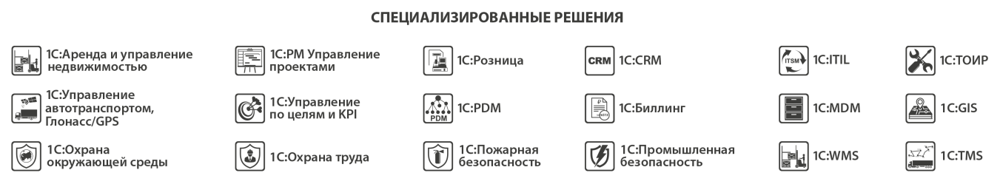 СПЕЦИАЛИЗИРОВАННЫЕ РЕШЕНИЯ
1С:Аренда и управление
недвижимостью
1С:РМ Управление
проектами
1С:Розница
CRM 1С:CRM
ITSM 1С:ITIL
1С:ТОИР
1С:Управление
автотранспортом,
Глонасс/GPS
1С:Управление
по целям и KPI
PDM 1С:PDM
1С:Биллинг
1С:MDM
1С:GIS
1С:Охрана
окружающей среды
1С:Охрана труда
1С:Пожарная
безопасность
1С:Промышленная
безопасность
1С:WMS
1С:TMS